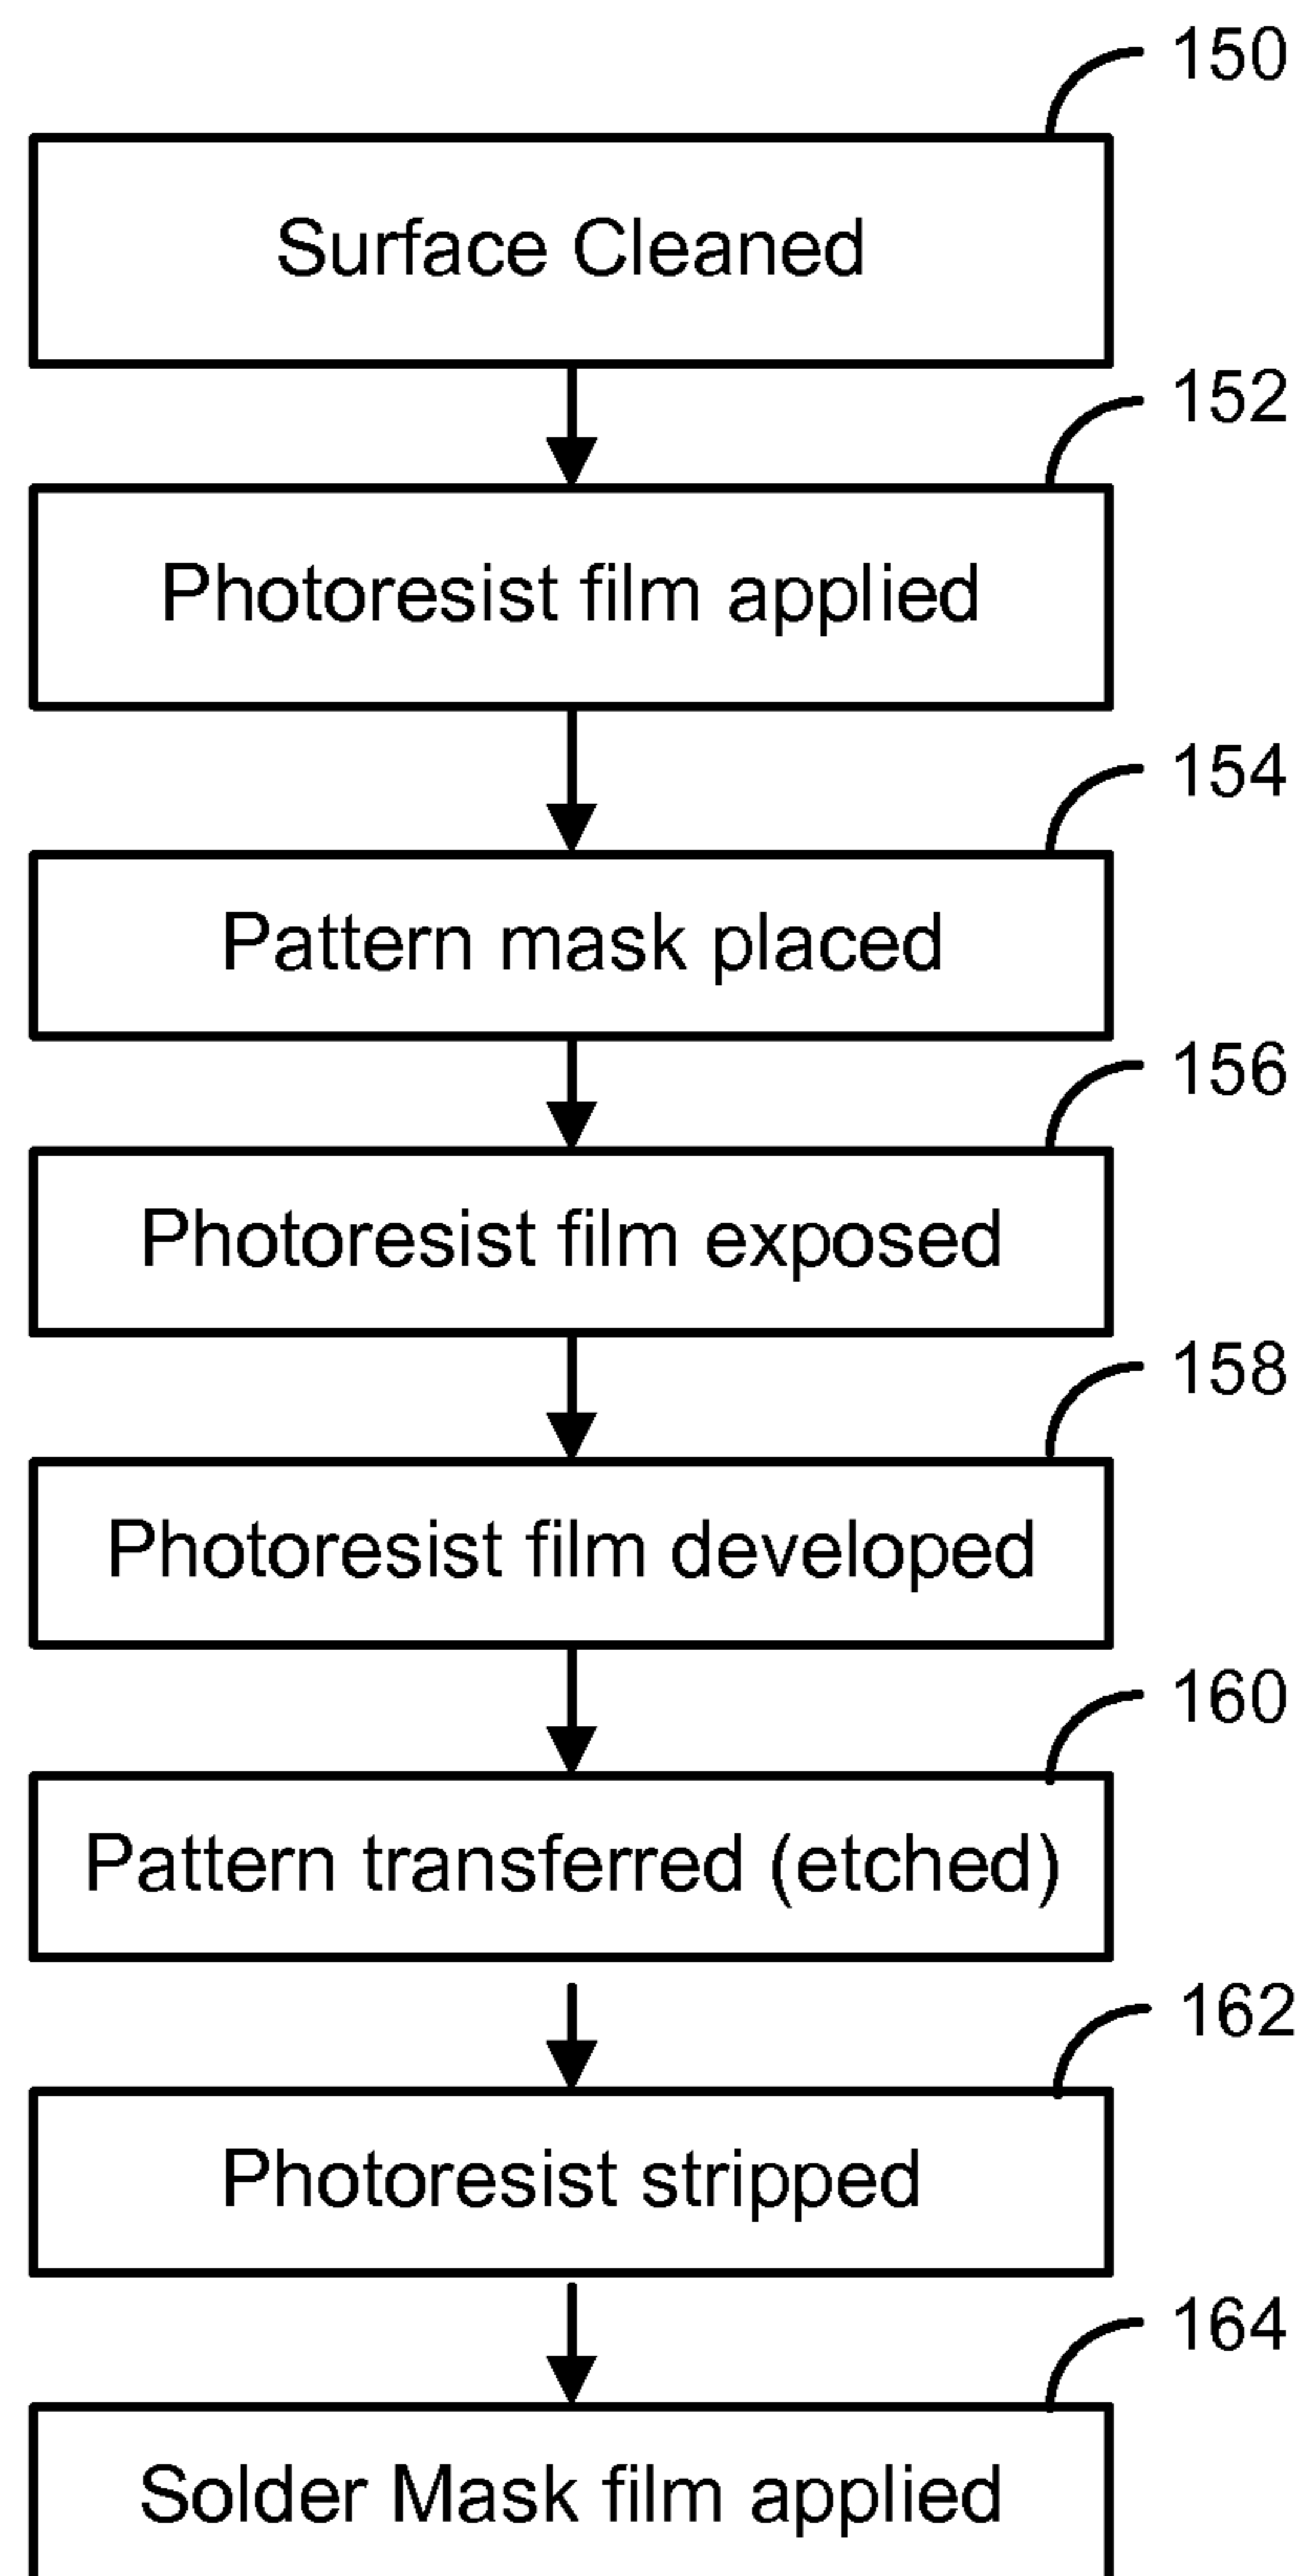 150
Surface Cleaned
152
Photoresist film applied
154
Pattern mask placed
156
Photoresist film exposed
158
Photoresist film developed
160
Pattern transferred (etched)
162
Photoresist stripped
164
Solder Mask film applied